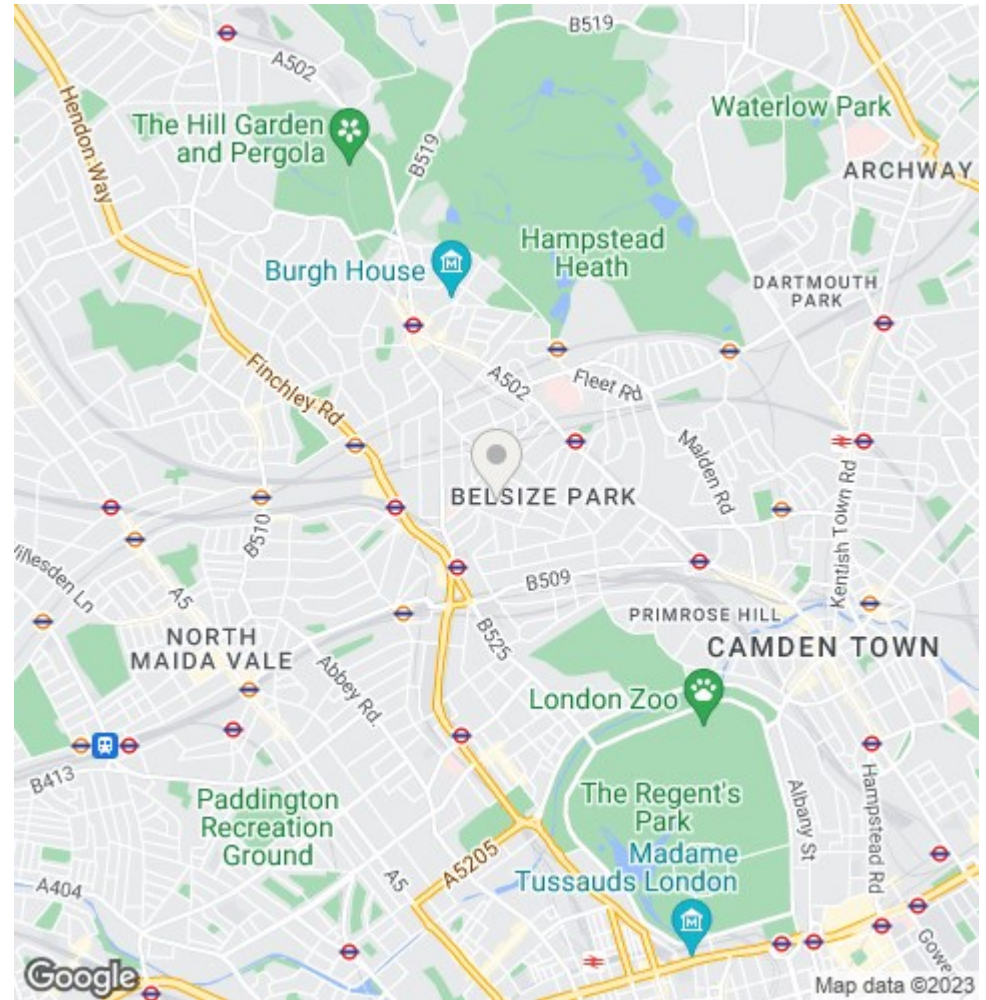 B519
A502
Waterlow Park
The Hill Garden
and Pergola
Hendon Way
B519
ARCHWAY
Hampstead
Heath
Burgh House
DARTMOUTH
PARK
A502
Fleet Rd
Finchley Rd
Malden Rd
BELSIZE PARK
Kentish Town Rd
B510
B509
Willesden Ln
A5
PRIMROSE HILL
NORTH
MAIDA VALE
B525
CAMDEN TOWN
Abbey Rd.
London Zoo
B413
Paddington
Recreation
Ground
The Regent's
Park
Albany St
Hampstead Rd
Madame
Tussauds London
A5205
A404
A5
Gowe
Google
Map data ©2023